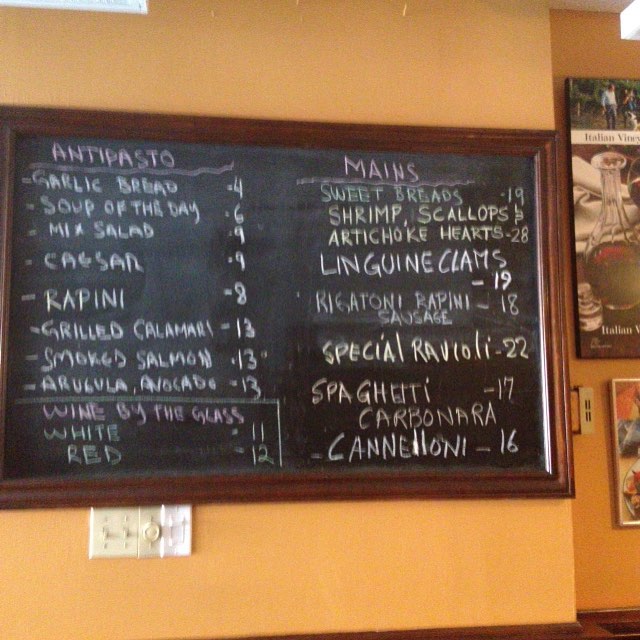 ANTIPASTO
- GARLIC BREAD - 4
- SOUP OF THE DAY - 6
- MIX SALAD - 9
- CAESAR - 9
- RAPINI - 8
- GRILLED CALAMARI - 13
- SMOKED SALMON - 13
- ARUGULA, AVOCADO - 13
WINE BY THE GLASS
WHITE - 11
RED - 12
MAINS
SWEET BREADS - 19
SHRIMP, SCALLOPS &
ARTICHOKE HEARTS - 28
LINGUINE CLAMS
- 19
RIGATONI RAPINI - 18
SAUSAGE
SPECIAL RAVIOLI - 22
SPAGHETTI - 17
CARBONARA
- CANNELLONI - 16
Italian Viney
Italian V